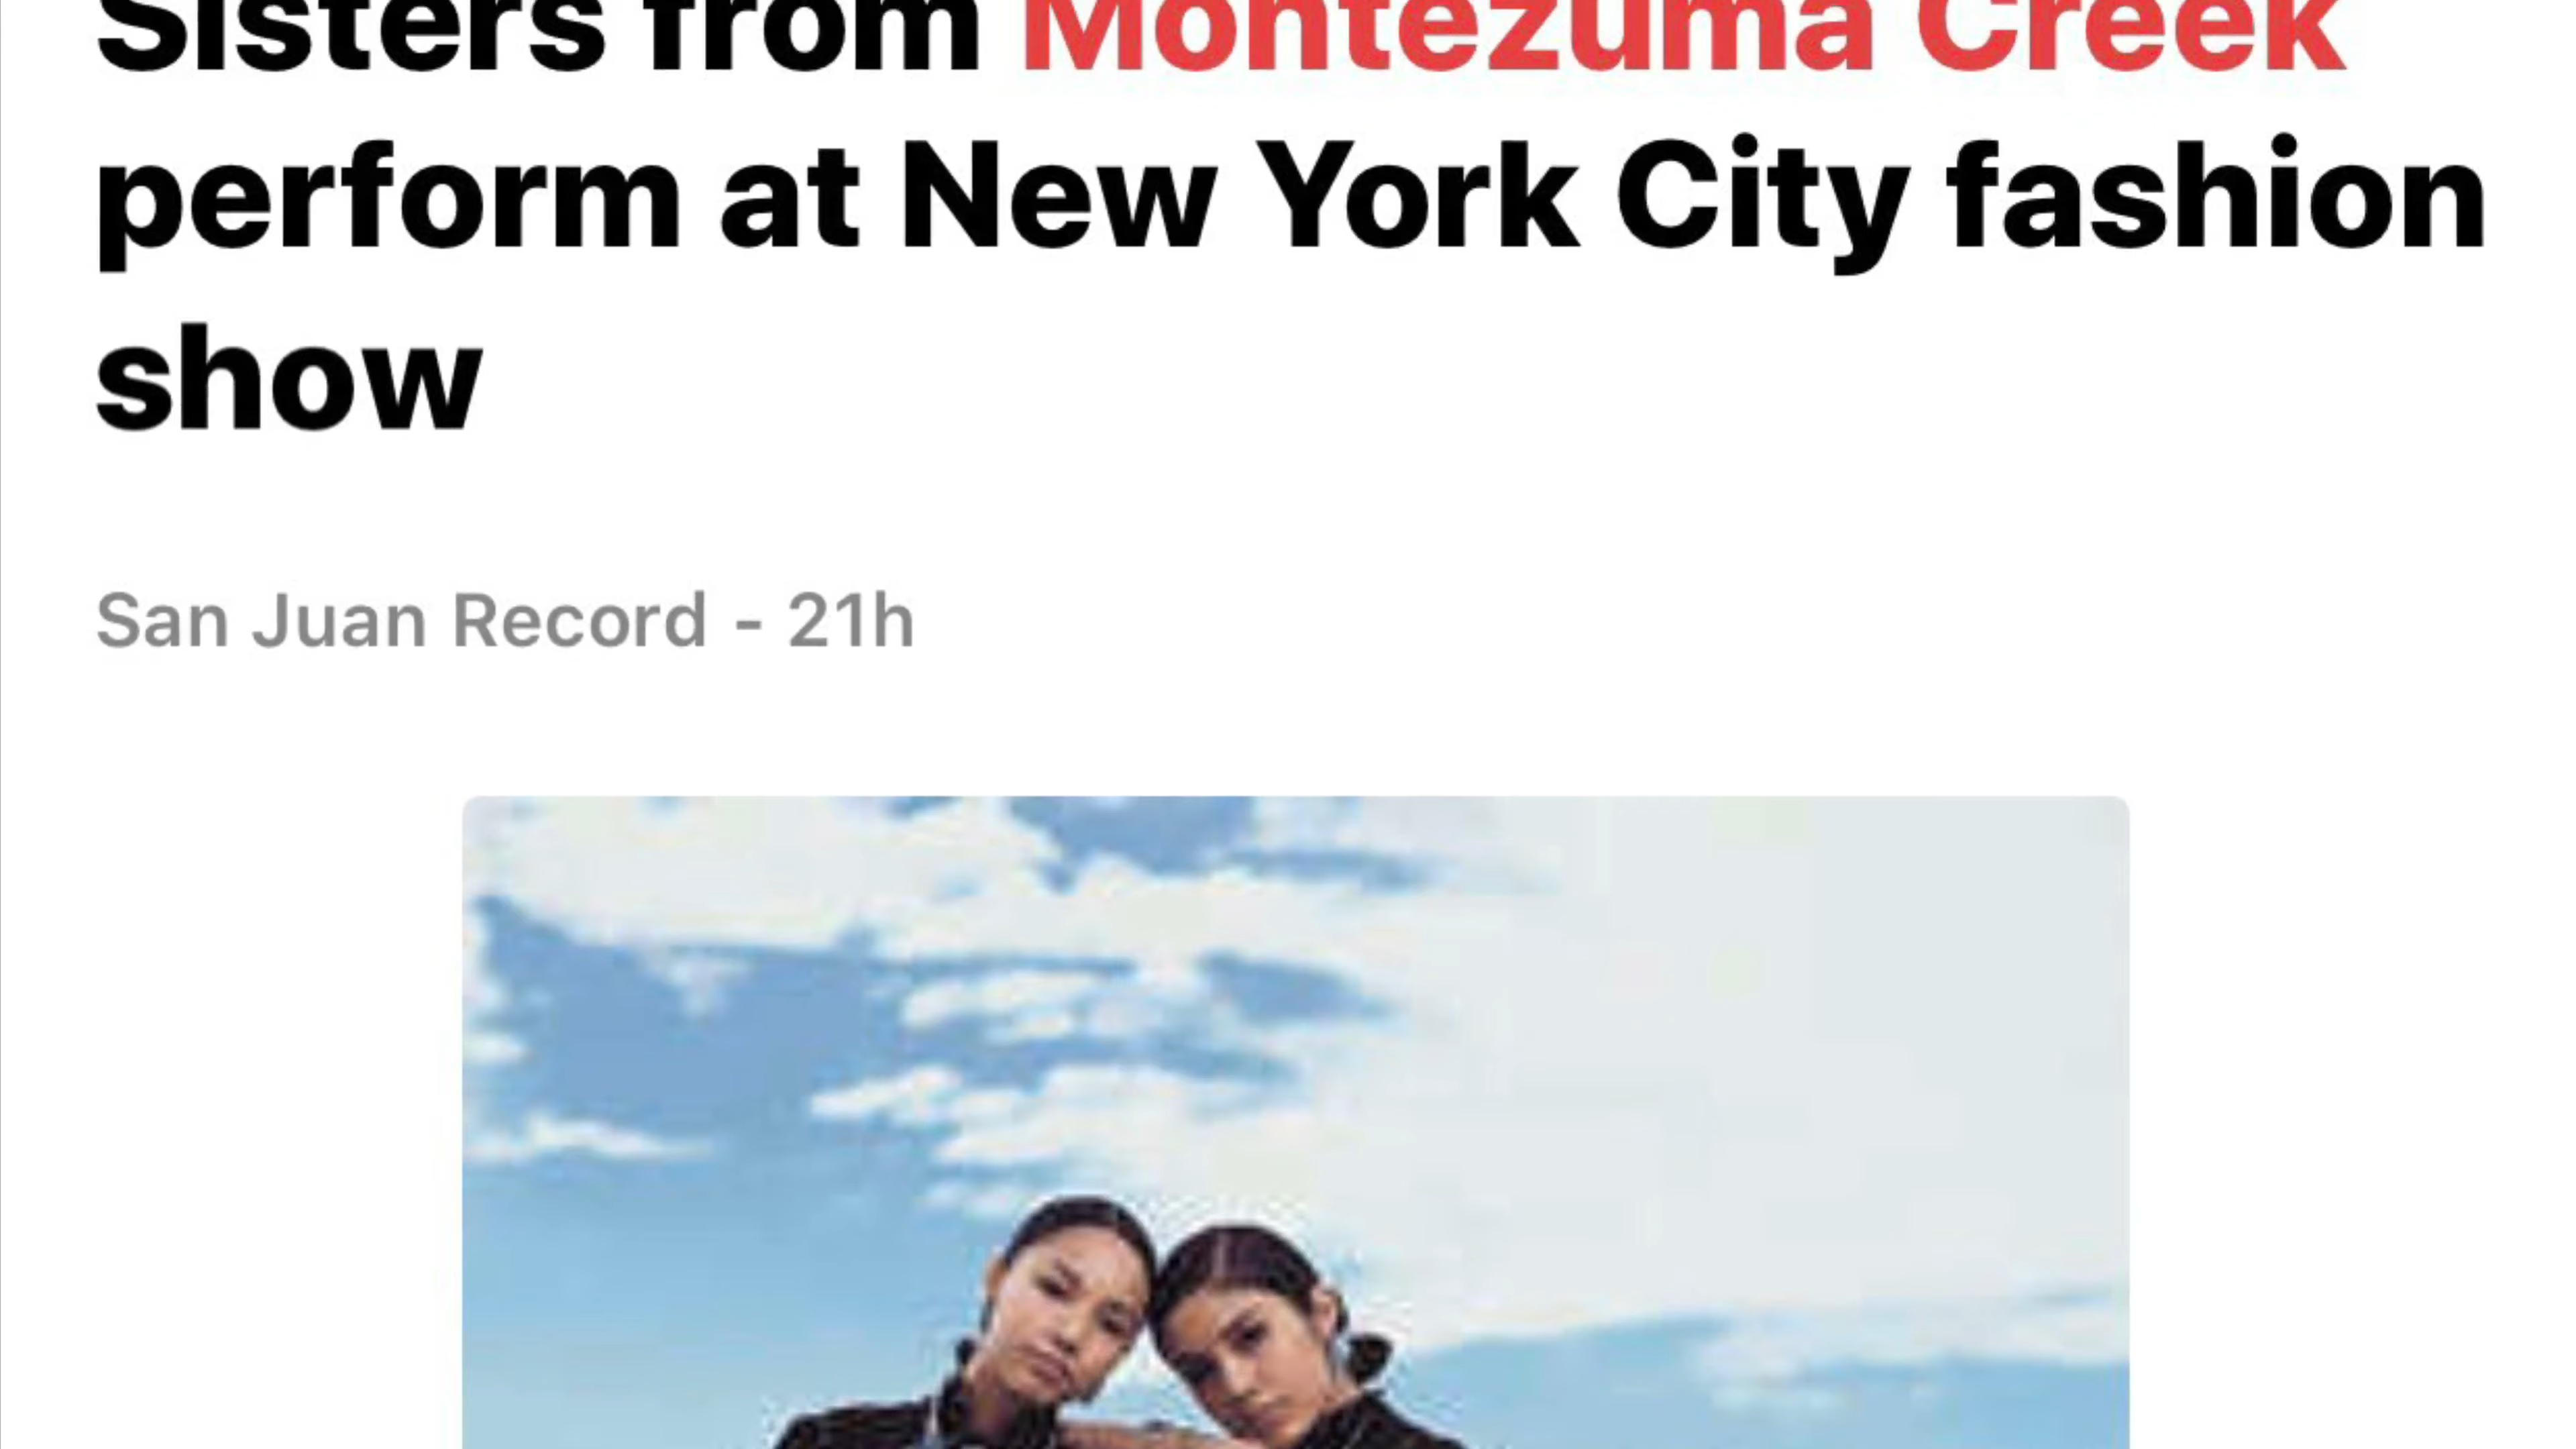 Sisters from Montezuma Creek
perform at New York City fashion
show
San Juan Record - 21h